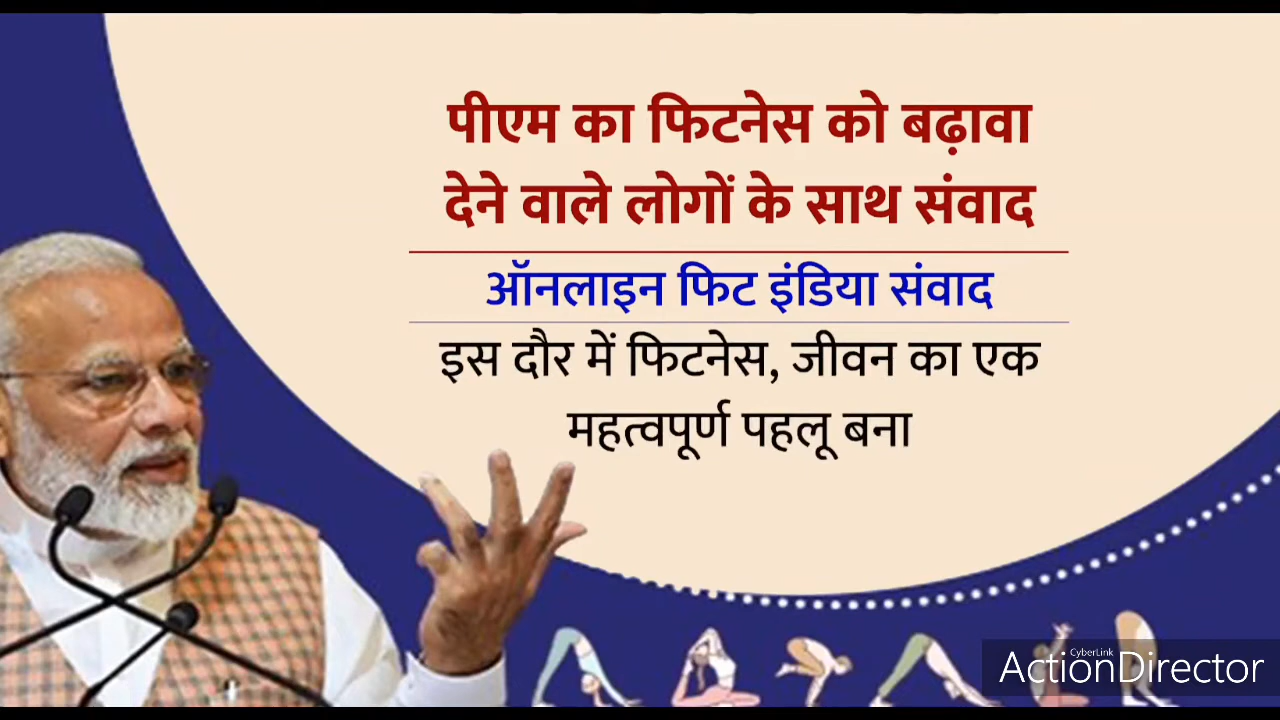 पीएम का फिटनेस को बढ़ावा
देने वाले लोगों के साथ संवाद
ऑनलाइन फिट इंडिया संवाद
इस दौर में फिटनेस, जीवन का एक
महत्वपूर्ण पहलू बना
CyberLink
ActionDirector